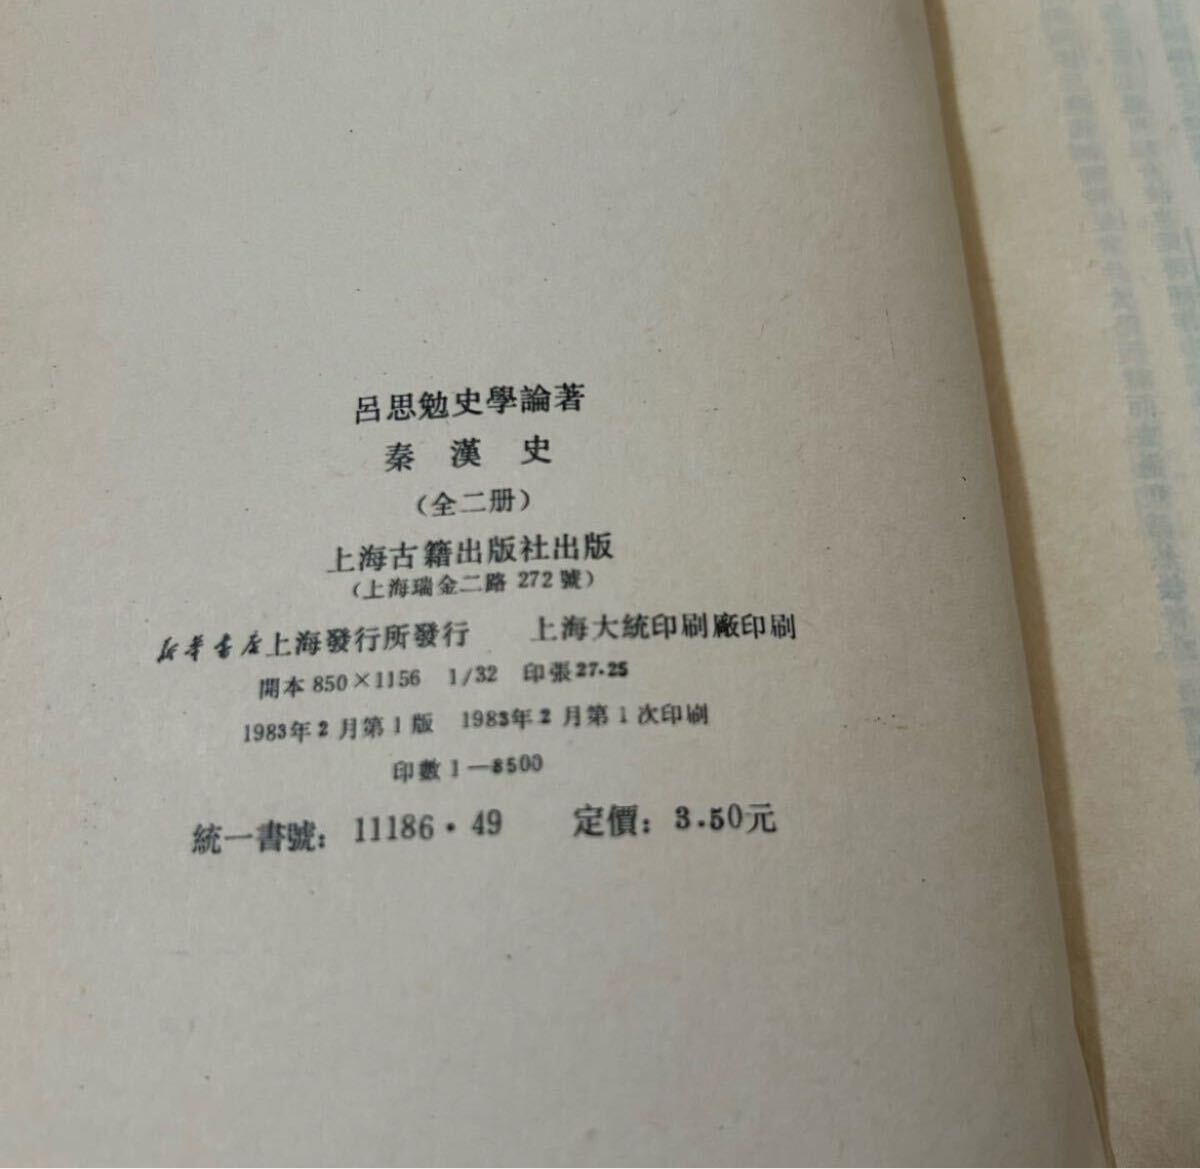 呂思勉史學論著
秦漢史
（全二册）
上海古籍出版社出版
（上海瑞金二路 272 號）
新华书店上海發行所發行 上海大統印刷廠印刷
開本 850×1156 1/32 印張 27.25
1983年2月第1版 1983年2月第1次印刷
印數 1—8500
統一書號：11186·49 定價：3.50元